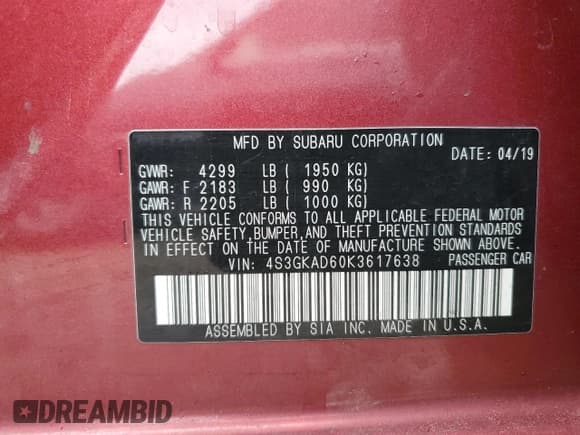 MFD BY SUBARU CORPORATION
DATE: 04/19
GVWR: 4299 LB ( 1950 KG)
GAWR: F 2183 LB ( 990 KG)
GAWR: R 2205 LB ( 1000 KG)
THIS VEHICLE CONFORMS TO ALL APPLICABLE FEDERAL MOTOR
VEHICLE SAFETY,BUMPER,AND THEFT PREVENTION STANDARDS
IN EFFECT ON THE DATE OF MANUFACTURE SHOWN ABOVE.
VIN: 4S3GKAD60K3617638 PASSENGER CAR
ASSEMBLED BY SIA INC. MADE IN U.S.A.
DREAMBID